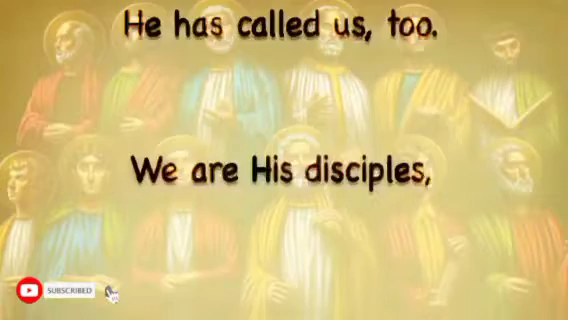 He has called us, too.
We are His disciples,
SUBSCRIBED